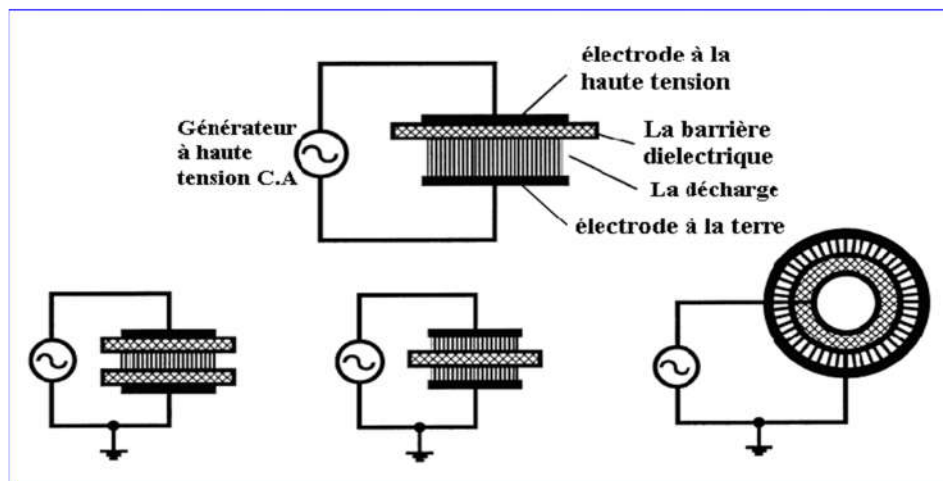 électrode à la
haute tension
Générateur
à haute
tension C.A
La barrière
dielectrique
La décharge
électrode à la terre